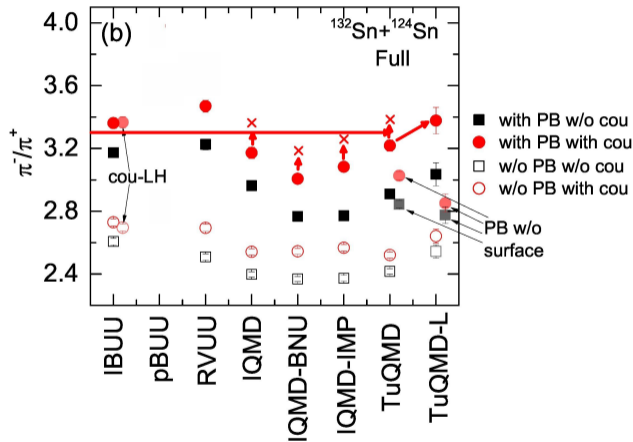 (b)
¹³²Sn+¹²⁴Sn
Full
4.0
3.6
3.2
2.8
2.4
π⁻/π⁺
cou-LH
PB w/o
surface
with PB w/o cou
with PB with cou
w/o PB w/o cou
w/o PB with cou
IBUU
pBUU
RVUU
IQMD
IQMD-BNU
IQMD-IMP
TuQMD
TuQMD-L